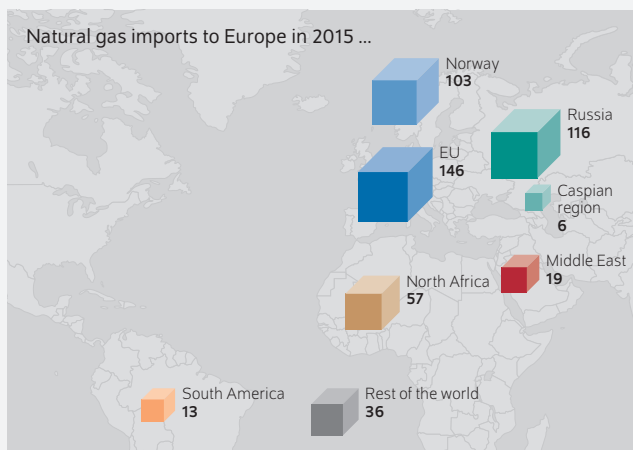 Natural gas imports to Europe in 2015 ...
Norway
103
Russia
116
EU
146
Caspian
region
6
Middle East
19
North Africa
57
South America
13
Rest of the world
36